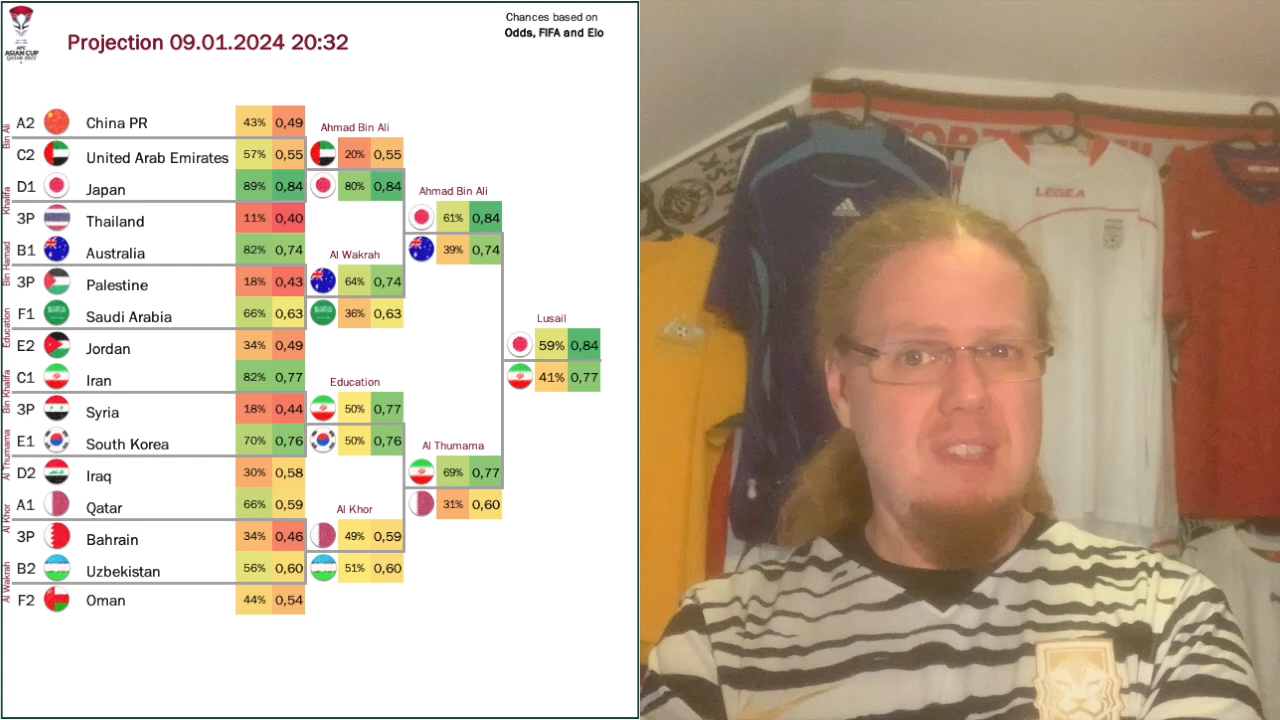 Chances based on
Odds, FIFA and Elo
AFC
ASIAN CUP
Projection 09.01.2024 20:32
A2 China PR 43% 0,49
Ahmad Bin Ali
C2 United Arab Emirates 57% 0,55 20% 0,55
D1 Japan 89% 0,84 80% 0,84
Ahmad Bin Ali
3P Thailand 11% 0,40 61% 0,84
B1 Australia 82% 0,74 39% 0,74
Al Wakrah
3P Palestine 18% 0,43 64% 0,74
F1 Saudi Arabia 66% 0,63 36% 0,63
Lusail
E2 Jordan 34% 0,49 59% 0,84
C1 Iran 82% 0,77 41% 0,77
Education
3P Syria 18% 0,44 50% 0,77
E1 South Korea 70% 0,76 50% 0,76
Al Thumama
D2 Iraq 30% 0,58 69% 0,77
A1 Qatar 66% 0,59 31% 0,60
Al Khor
3P Bahrain 34% 0,46 49% 0,59
B2 Uzbekistan 56% 0,60 51% 0,60
F2 Oman 44% 0,54
Bin Ali
Khalifa
Bin Hamad
Education
Bin Khalifa
Al Thumama
Al Khor
Al Wakrah
adidas
LEGEA